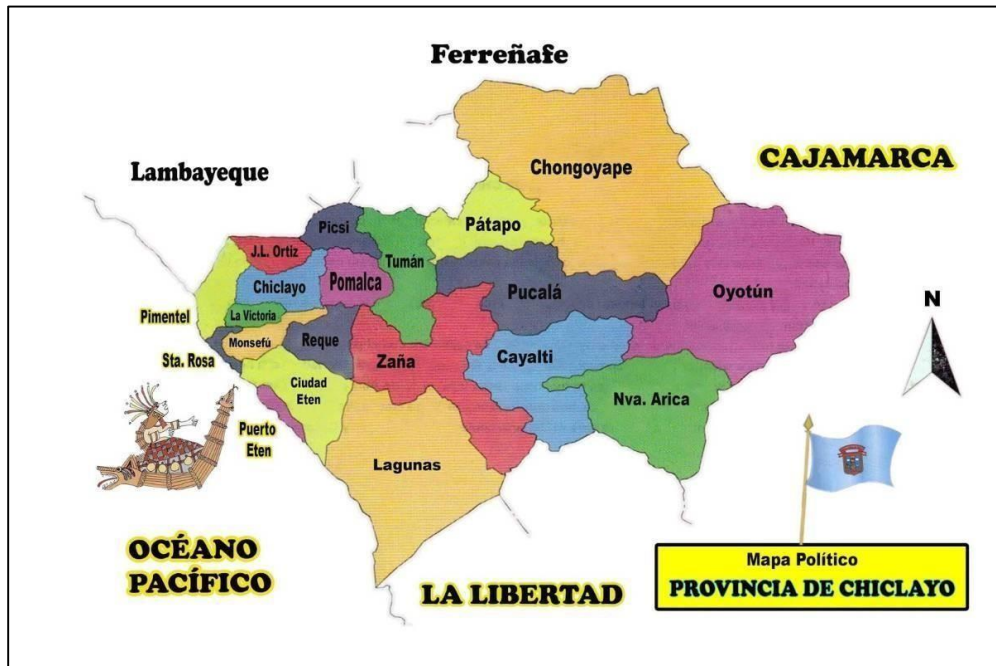 Ferreñafe
CAJAMARCA
Lambayeque
Chongoyape
Picsi
Pátapo
J.L. Ortiz
Tumán
Chiclayo
Pomalca
Pucalá
Oyotún
N
Pimentel
La Victoria
Monsefú
Reque
Sta. Rosa
Zaña
Cayalti
Ciudad
Eten
Nva. Arica
Puerto
Eten
Lagunas
OCÉANO
PACÍFICO
LA LIBERTAD
Mapa Político
PROVINCIA DE CHICLAYO